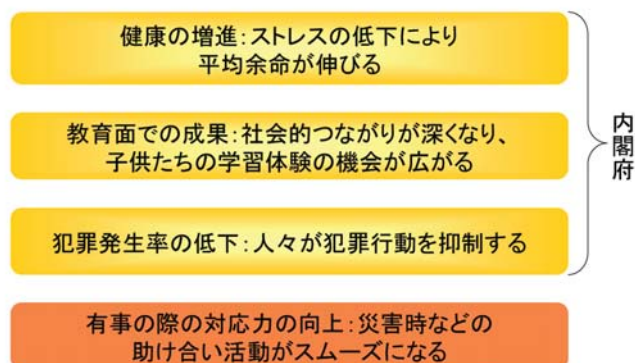 健康の増進:ストレスの低下により
平均余命が伸びる
教育面での成果:社会的つながりが深くなり、
子供たちの学習体験の機会が広がる
犯罪発生率の低下:人々が犯罪行動を抑制する
内閣府
有事の際の対応力の向上:災害時などの
助け合い活動がスムーズになる